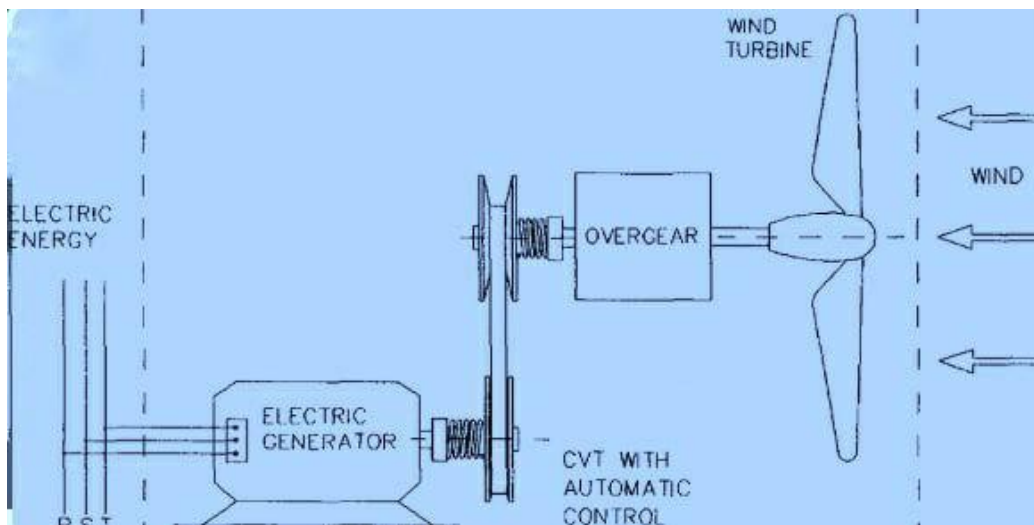 WIND
TURBINE
WIND
ELECTRIC
ENERGY
OVERGEAR
ELECTRIC
GENERATOR
CVT WITH
AUTOMATIC
CONTROL
R S T